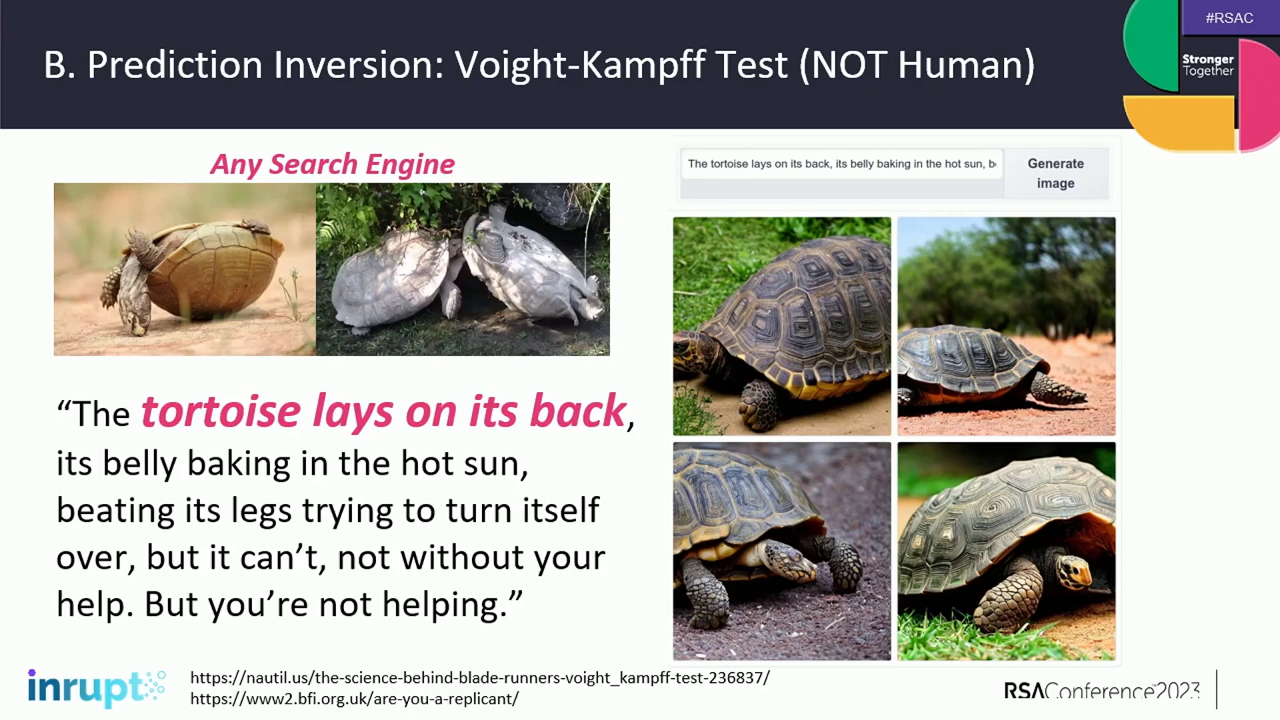 #RSAC
B. Prediction Inversion: Voight-Kampff Test (NOT Human)
Stronger
Together
Any Search Engine
The tortoise lays on its back, its belly baking in the hot sun, b
Generate
image
“The tortoise lays on its back,
its belly baking in the hot sun,
beating its legs trying to turn itself
over, but it can’t, not without your
help. But you’re not helping.”
inrupt
https://nautil.us/the-science-behind-blade-runners-voight_kampff-test-236837/
https://www2.bfi.org.uk/are-you-a-replicant/
RSAConference™2023